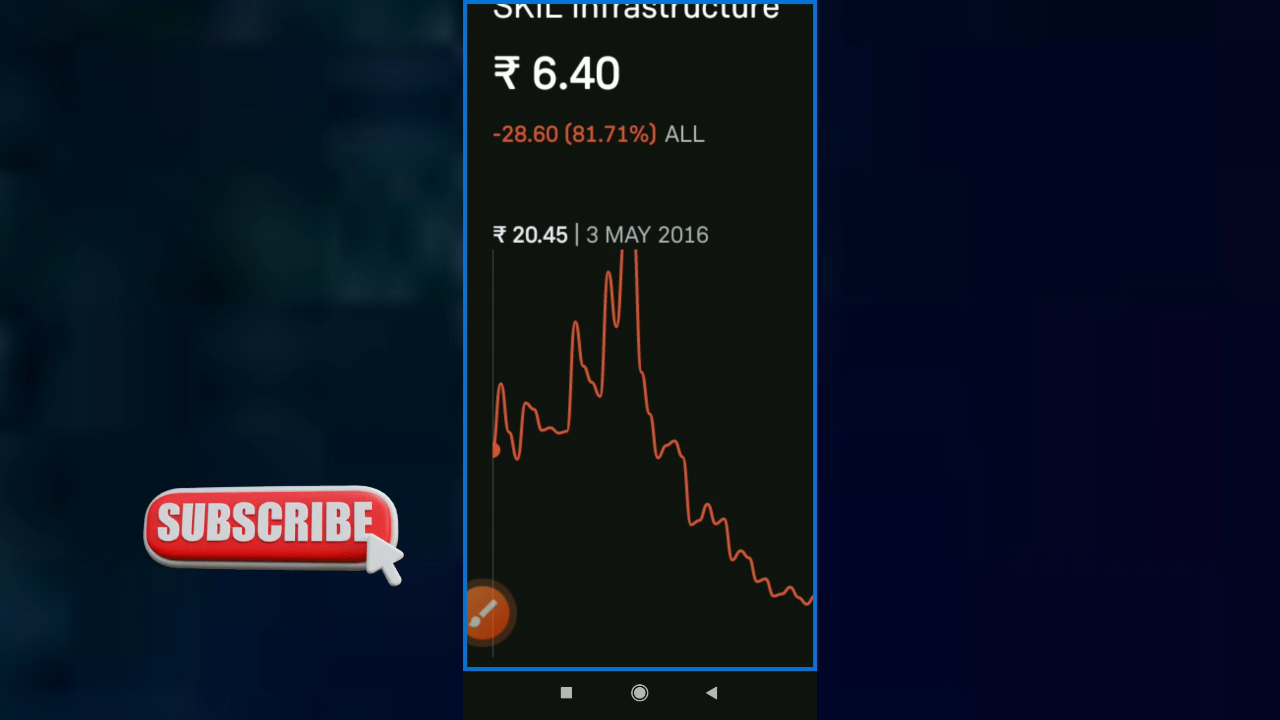 SKIL Infrastructure
₹ 6.40
-28.60 (81.71%) ALL
₹ 20.45 | 3 MAY 2016
SUBSCRIBE